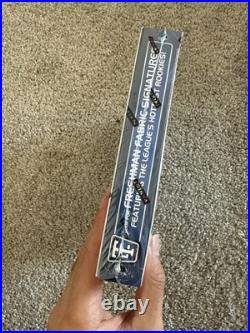 FRESHMAN FABRIC SIGNATURES
FEATURING THE LEAGUE'S HOTTEST ROOKIES!